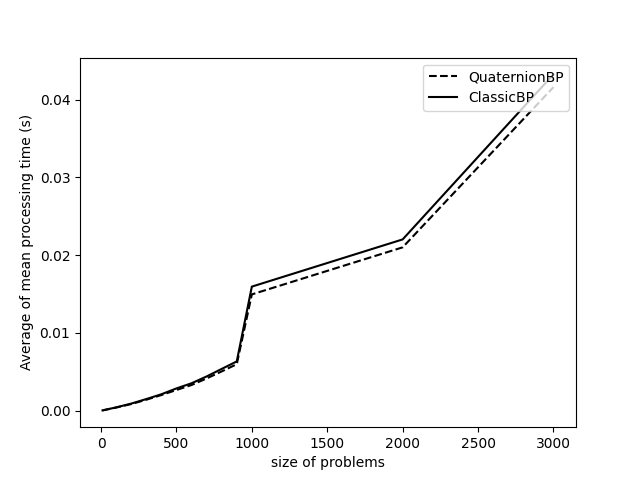 QuaternionBP
ClassicBP
0.04
0.03
0.02
0.01
0.00
Average of mean processing time (s)
0 500 1000 1500 2000 2500 3000
size of problems